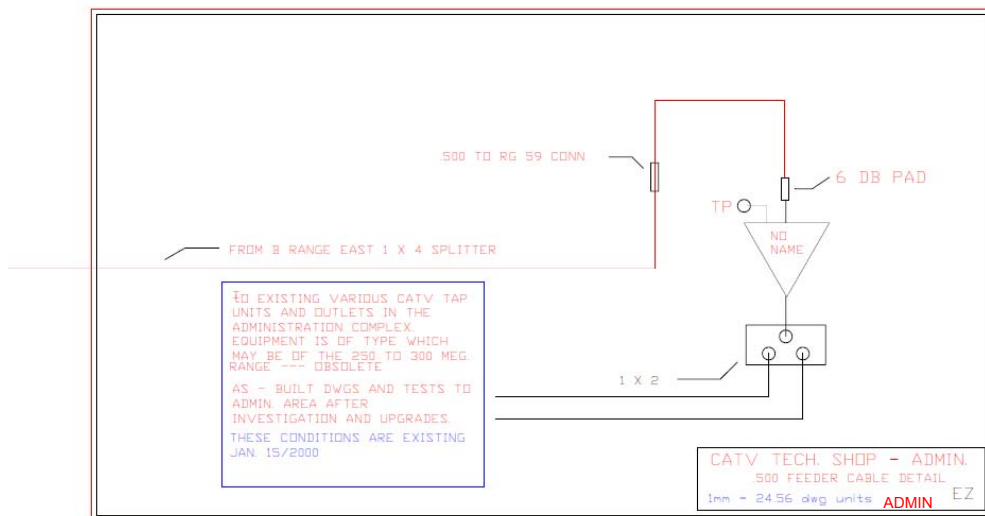 .500 TO RG 59 CONN
6 DB PAD
TP
NO
NAME
FROM B RANGE EAST 1 X 4 SPLITTER
TO EXISTING VARIOUS CATV TAP
UNITS AND OUTLETS IN THE
ADMINISTRATION COMPLEX.
EQUIPMENT IS OF TYPE WHICH
MAY BE OF THE 250 TO 300 MEG.
RANGE --- OBSOLETE
AS - BUILT DWGS AND TESTS TO
ADMIN. AREA AFTER
INVESTIGATION AND UPGRADES.
THESE CONDITIONS ARE EXISTING
JAN. 15/2000
1 X 2
CATV TECH. SHOP - ADMIN.
.500 FEEDER CABLE DETAIL
1mm - 24.56 dwg units ADMIN EZ